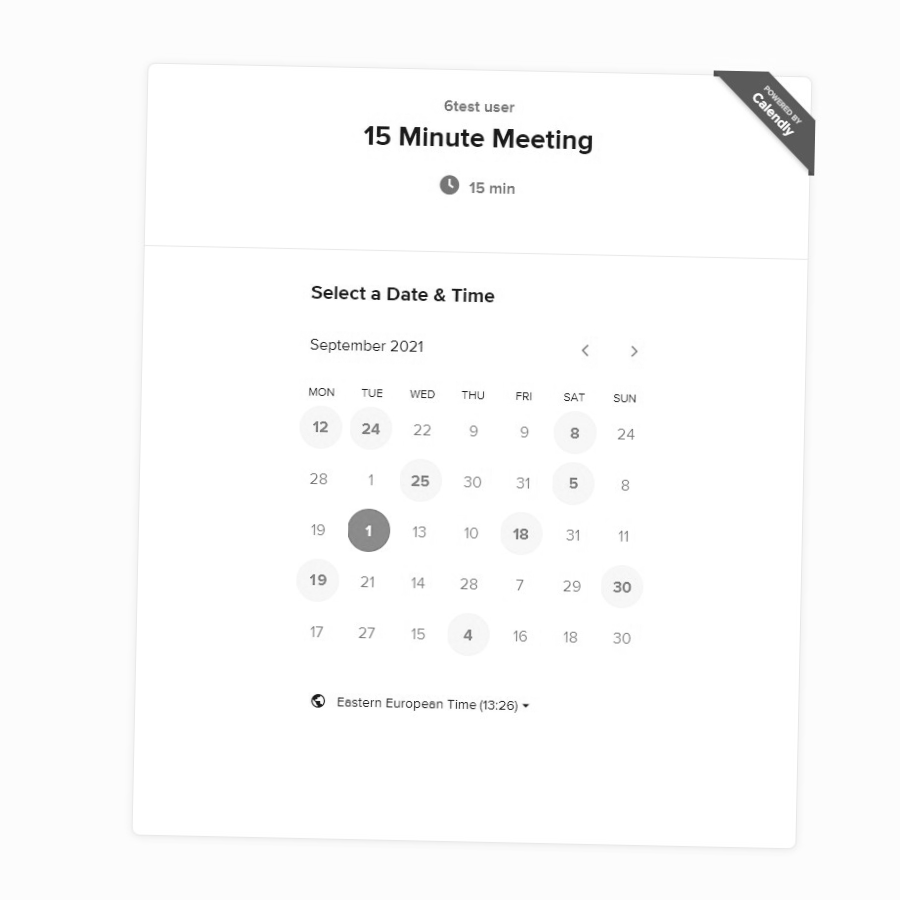 POWERED BY
Calendly
6test user
15 Minute Meeting
15 min
Select a Date & Time
September 2021
MON TUE WED THU FRI SAT SUN
12 24 22 9 9 8 24
28 1 25 30 31 5 8
19 1 13 10 18 31 11
19 21 14 28 7 29 30
17 27 15 4 16 18 30
Eastern European Time (13:26)